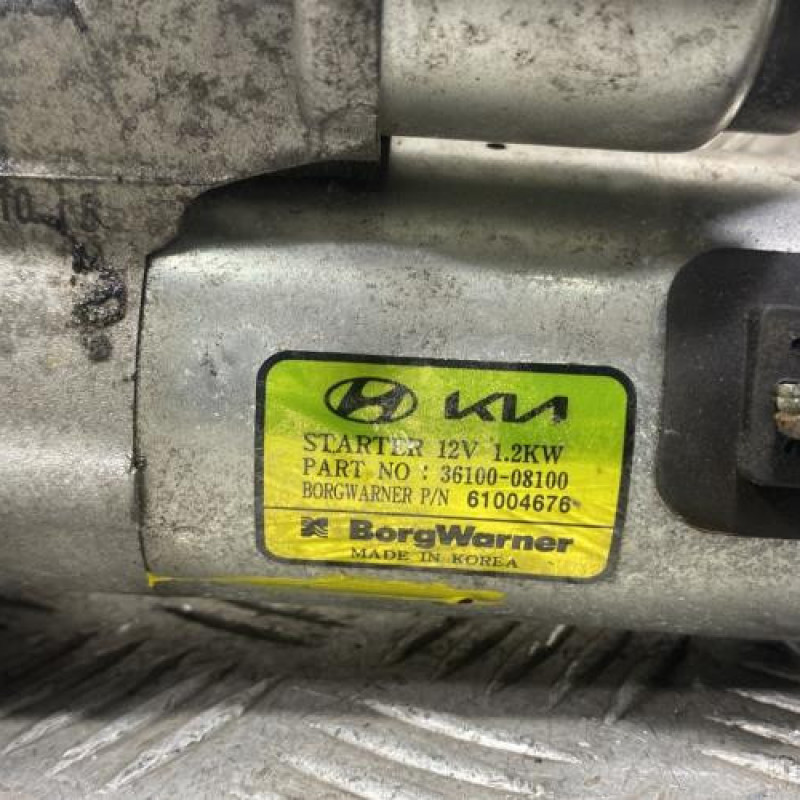 KIA
STARTER 12V 1.2KW
PART NO : 36100-08100
BORGWARNER P/N 61004676
BorgWarner
MADE IN KOREA